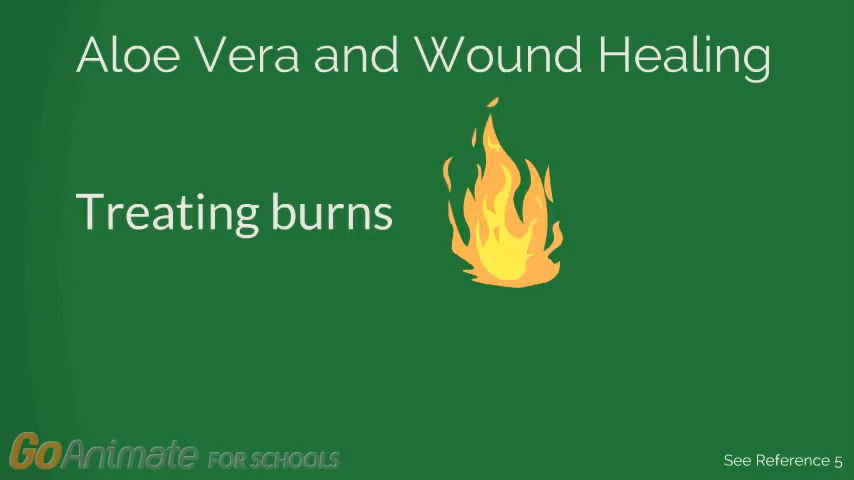 Aloe Vera and Wound Healing
Treating burns
GoAnimate FOR SCHOOLS
See Reference 5